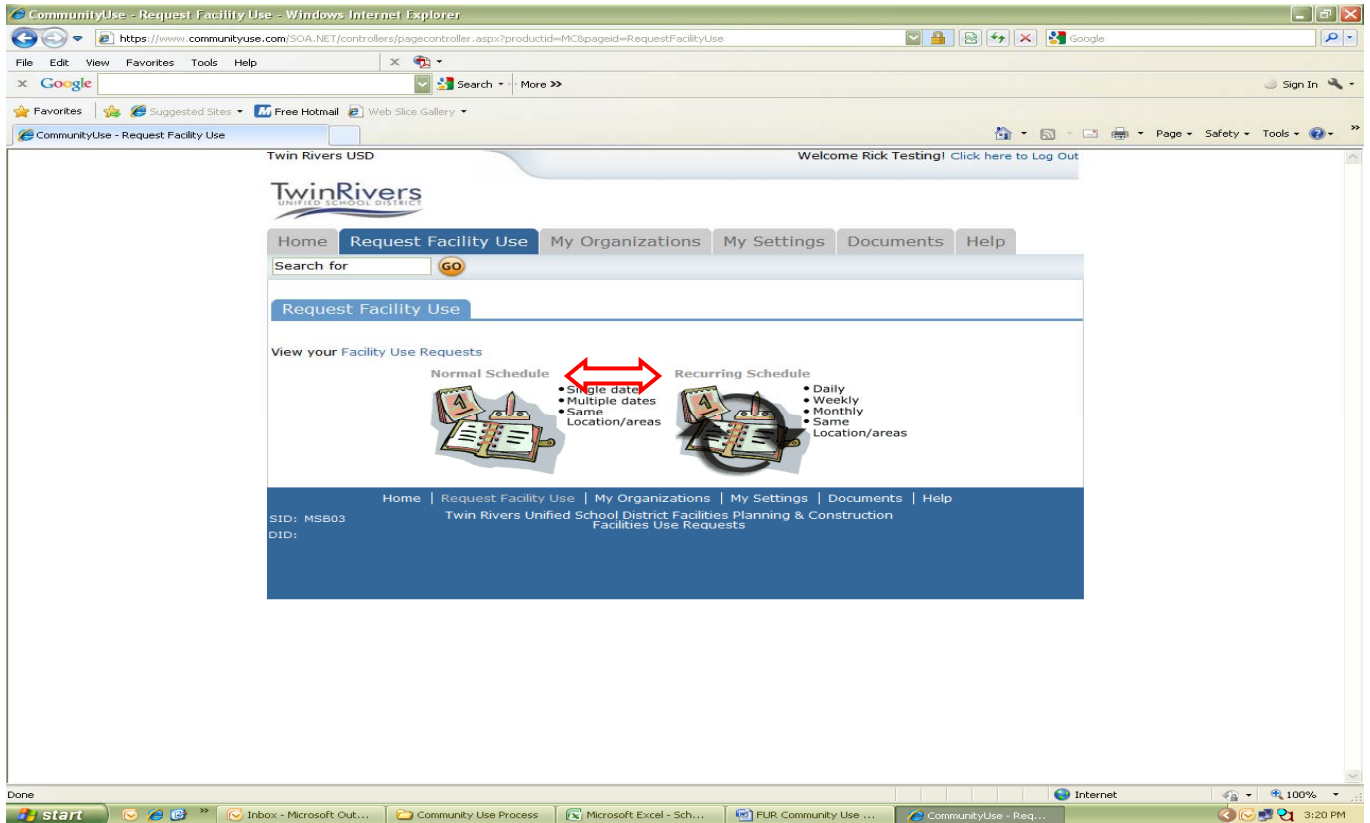 CommunityUse - Request Facility Use - Windows Internet Explorer
https://www.communityuse.com/SOA.NET/controllers/pagecontroller.aspx?productid=MC&pageid=RequestFacilityUse
Google
File Edit View Favorites Tools Help
Google Search More >> Sign In
Favorites Suggested Sites Free Hotmail Web Slice Gallery
CommunityUse - Request Facility Use Page Safety Tools
Twin Rivers USD Welcome Rick Testing! Click here to Log Out
TwinRivers
UNIFIED SCHOOL DISTRICT
Home Request Facility Use My Organizations My Settings Documents Help
Search for GO
Request Facility Use
View your Facility Use Requests
Normal Schedule Recurring Schedule
• Single date
• Multiple dates
• Same
Location/areas
• Daily
• Weekly
• Monthly
• Same
Location/areas
Home | Request Facility Use | My Organizations | My Settings | Documents | Help
SID: MSB03 Twin Rivers Unified School District Facilities Planning & Construction
Facilities Use Requests
DID:
Done Internet 100%
start Inbox - Microsoft Out... Community Use Process Microsoft Excel - Sch... FUR Community Use ... CommunityUse - Req... 3:20 PM